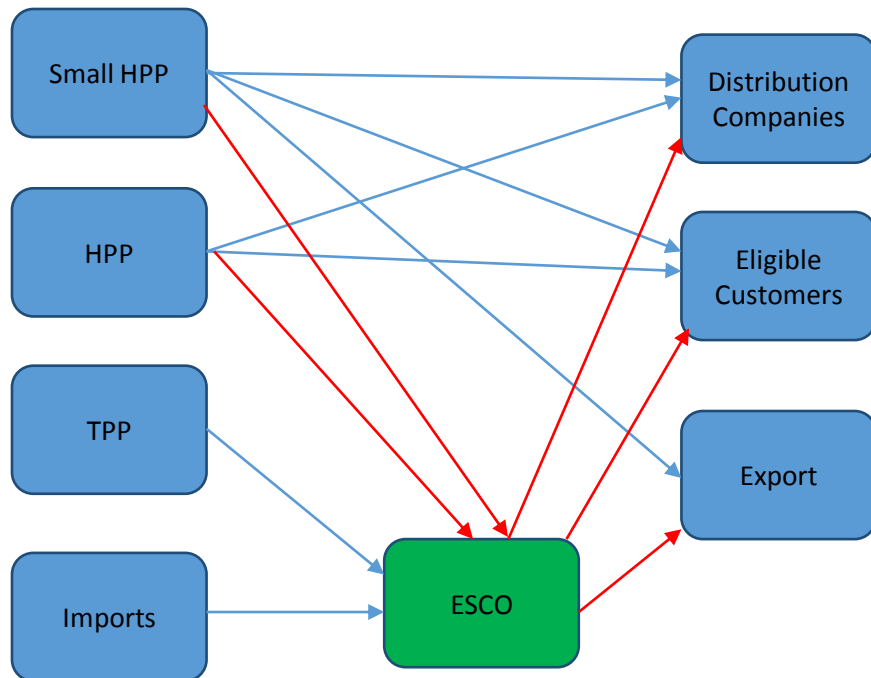 Small HPP
HPP
TPP
Imports
ESCO
Distribution
Companies
Eligible
Customers
Export